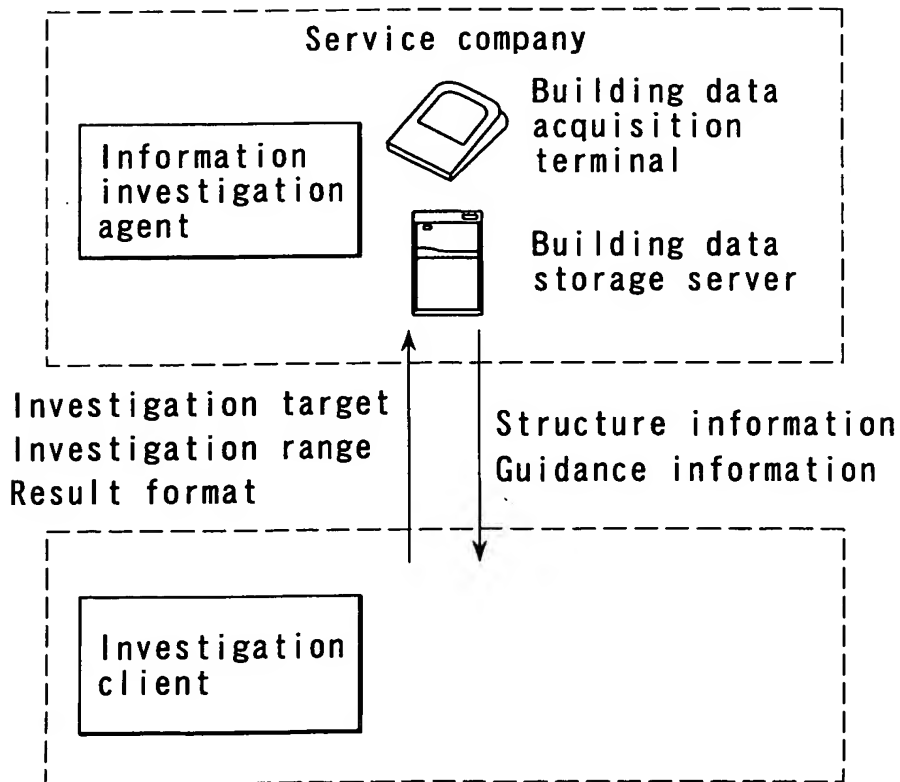 Service company
Building data
acquisition
terminal
Information
investigation
agent
Building data
storage server
Investigation target
Investigation range
Result format
Structure information
Guidance information
Investigation
client